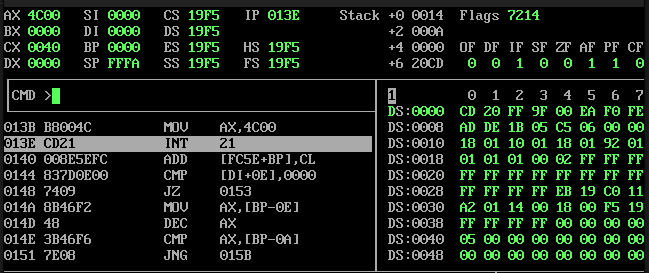 AX 4C00 SI 0000 CS 19F5 IP 013E Stack +0 0014 Flags 7214
BX 0000 DI 0000 DS 19F5 +2 000A
CX 0040 BP 0000 ES 19F5 HS 19F5 +4 0000 OF DF IF SF ZF AF PF CF
DX 0000 SP FFFA SS 19F5 FS 19F5 +6 20CD 0 0 1 0 0 1 1 0
CMD > 1 0 1 2 3 4 5 6 7
DS:0000 CD 20 FF 9F 00 EA F0 FE
013B B8004C MOV AX,4C00 DS:0008 AD DE 1B 05 C5 06 00 00
013E CD21 INT 21 DS:0010 18 01 10 01 18 01 92 01
0140 008E5EFC ADD [FC5E+BP],CL DS:0018 01 01 01 00 02 FF FF FF
0144 837D0E00 CMP [DI+0E],0000 DS:0020 FF FF FF FF FF FF FF FF
0148 7409 JZ 0153 DS:0028 FF FF FF FF EB 19 C0 11
014A 8B46F2 MOV AX,[BP-0E] DS:0030 A2 01 14 00 18 00 F5 19
014D 48 DEC AX DS:0038 FF FF FF FF 00 00 00 00
014E 3B46F6 CMP AX,[BP-0A] DS:0040 05 00 00 00 00 00 00 00
0151 7E08 JNG 015B DS:0048 00 00 00 00 00 00 00 00